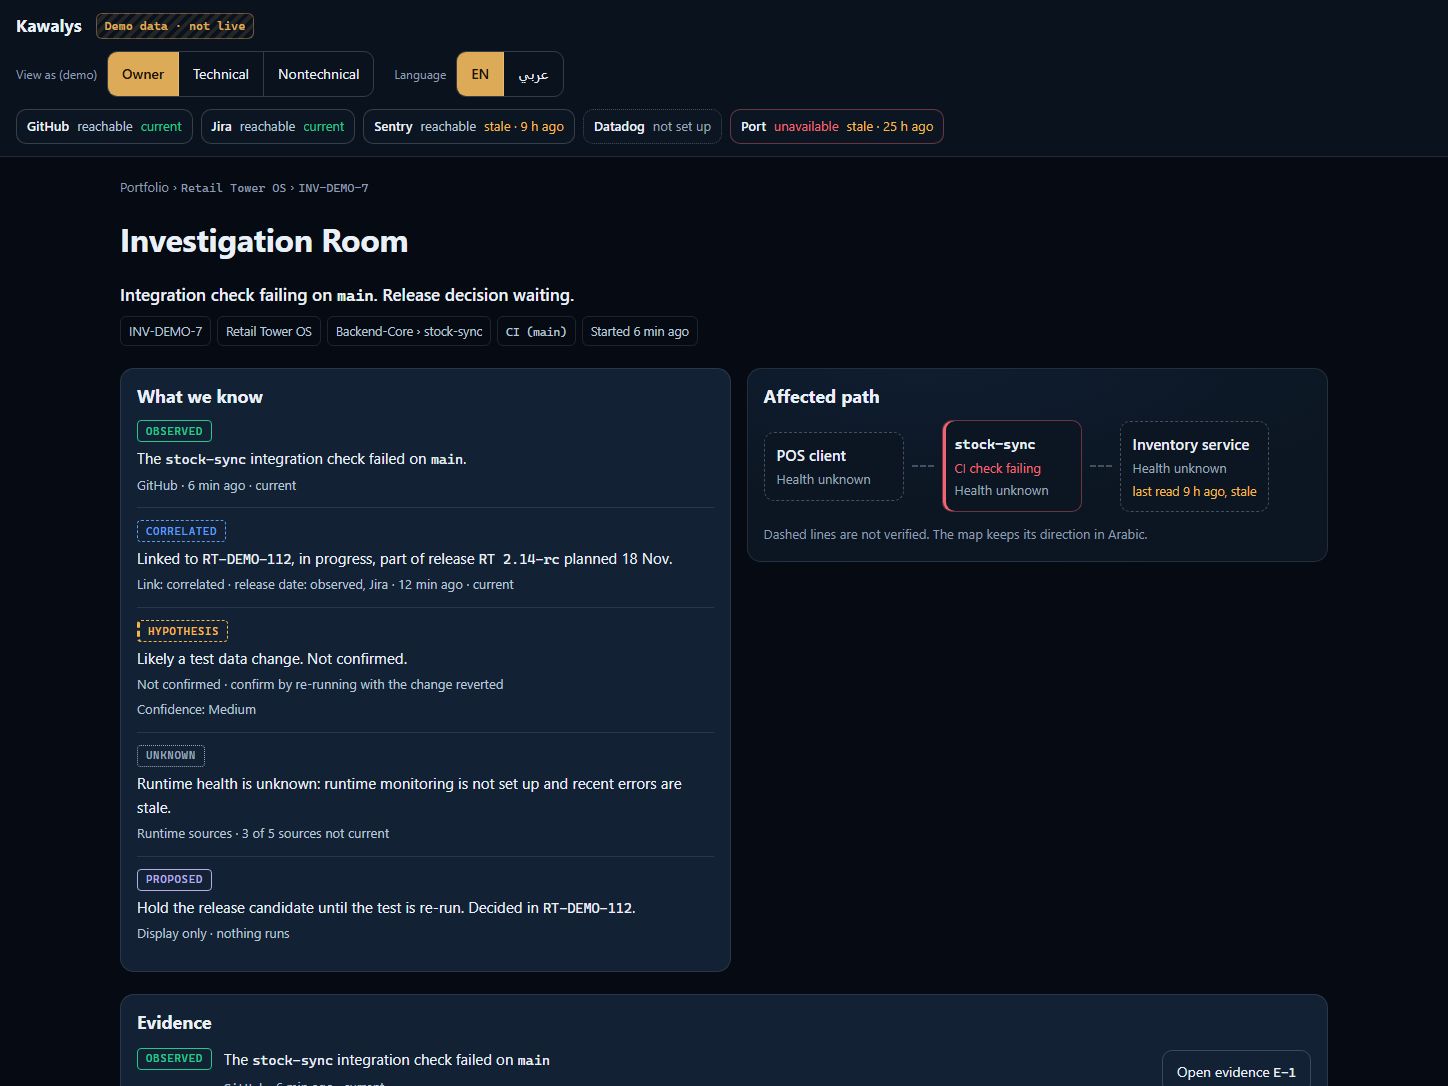 Kawalys Demo data · not live
View as (demo) Owner Technical Nontechnical Language EN عربي
GitHub reachable current Jira reachable current Sentry reachable stale · 9 h ago Datadog not set up Port unavailable stale · 25 h ago
Portfolio › Retail Tower OS › INV-DEMO-7
Investigation Room
Integration check failing on main. Release decision waiting.
INV-DEMO-7 Retail Tower OS Backend-Core › stock-sync CI (main) Started 6 min ago
What we know
OBSERVED
The stock-sync integration check failed on main.
GitHub · 6 min ago · current
CORRELATED
Linked to RT-DEMO-112, in progress, part of release RT 2.14-rc planned 18 Nov.
Link: correlated · release date: observed, Jira · 12 min ago · current
HYPOTHESIS
Likely a test data change. Not confirmed.
Not confirmed · confirm by re-running with the change reverted
Confidence: Medium
UNKNOWN
Runtime health is unknown: runtime monitoring is not set up and recent errors are
stale.
Runtime sources · 3 of 5 sources not current
PROPOSED
Hold the release candidate until the test is re-run. Decided in RT-DEMO-112.
Display only · nothing runs
Affected path
POS client
Health unknown
stock-sync
CI check failing
Health unknown
Inventory service
Health unknown
last read 9 h ago, stale
Dashed lines are not verified. The map keeps its direction in Arabic.
Evidence
OBSERVED The stock-sync integration check failed on main
GitHub · 6 min ago · current
Open evidence E-1